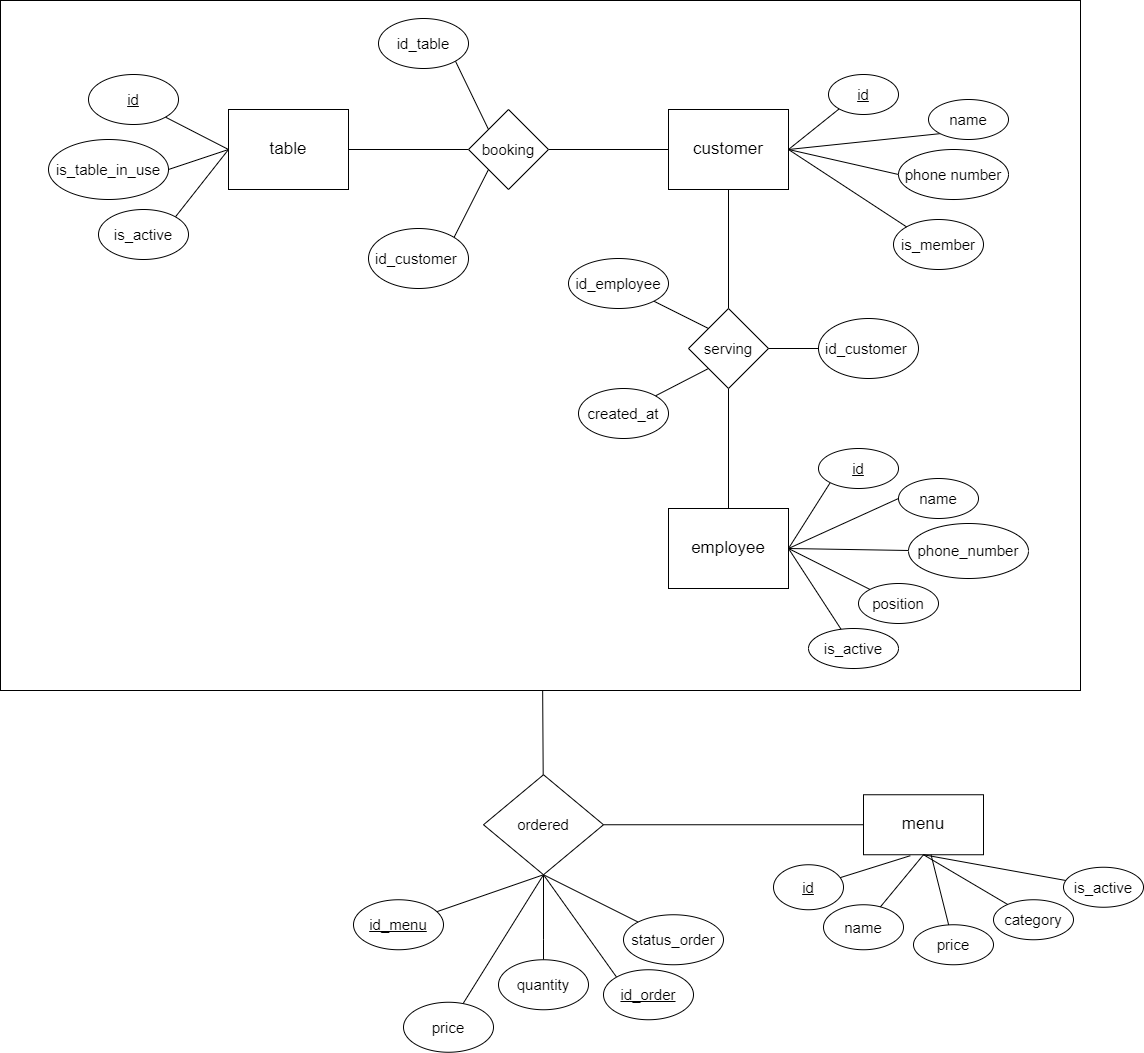 id_table
id
id
table
booking
customer
name
is_table_in_use
phone number
is_active
id_customer
is_member
id_employee
serving
id_customer
created_at
id
name
employee
phone_number
position
is_active
ordered
menu
id_menu
status_order
id
name
price
category
is_active
quantity
id_order
price